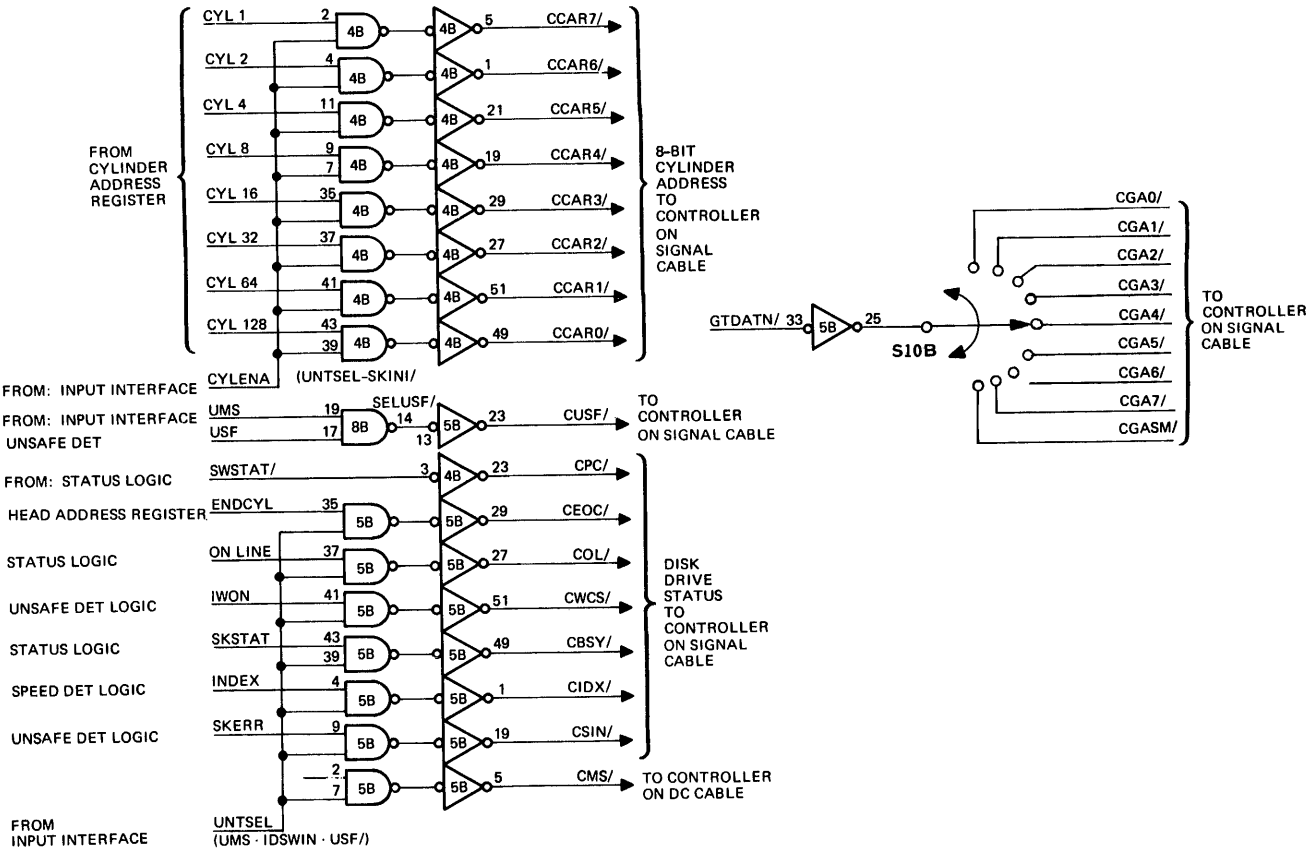 CYL 1 2 4B 4B 5 CCAR7/
CYL 2 4 4B 4B 1 CCAR6/
CYL 4 11 4B 4B 21 CCAR5/
CYL 8 9 7 4B 4B 19 CCAR4/
CYL 16 35 4B 4B 29 CCAR3/
CYL 32 37 4B 4B 27 CCAR2/
CYL 64 41 4B 4B 51 CCAR1/
CYL 128 43 39 4B 4B 49 CCAR0/
FROM
CYLINDER
ADDRESS
REGISTER
8-BIT
CYLINDER
ADDRESS
TO
CONTROLLER
ON
SIGNAL
CABLE
FROM: INPUT INTERFACE CYLENA (UNTSEL-SKINI/
FROM: INPUT INTERFACE UMS 19
UNSAFE DET USF 17
8B SELUSF/ 14 13 5B 23 CUSF/
TO
CONTROLLER
ON SIGNAL CABLE
FROM: STATUS LOGIC SWSTAT/ 3 4B 23 CPC/
HEAD ADDRESS REGISTER ENDCYL 35 5B 5B 29 CEOC/
STATUS LOGIC ON LINE 37 5B 5B 27 COL/
UNSAFE DET LOGIC IWON 41 5B 5B 51 CWCS/
STATUS LOGIC SKSTAT 43 39 5B 5B 49 CBSY/
SPEED DET LOGIC INDEX 4 5B 5B 1 CIDX/
UNSAFE DET LOGIC SKERR 9 5B 5B 19 CSIN/
2 7 5B 5B 5 CMS/
DISK
DRIVE
STATUS
TO
CONTROLLER
ON SIGNAL
CABLE
TO CONTROLLER
ON DC CABLE
FROM
INPUT INTERFACE
UNTSEL
(UMS · IDSWIN · USF/)
GTDATN/ 33 5B 25
S10B
CGA0/
CGA1/
CGA2/
CGA3/
CGA4/
CGA5/
CGA6/
CGA7/
CGASM/
TO
CONTROLLER
ON SIGNAL
CABLE